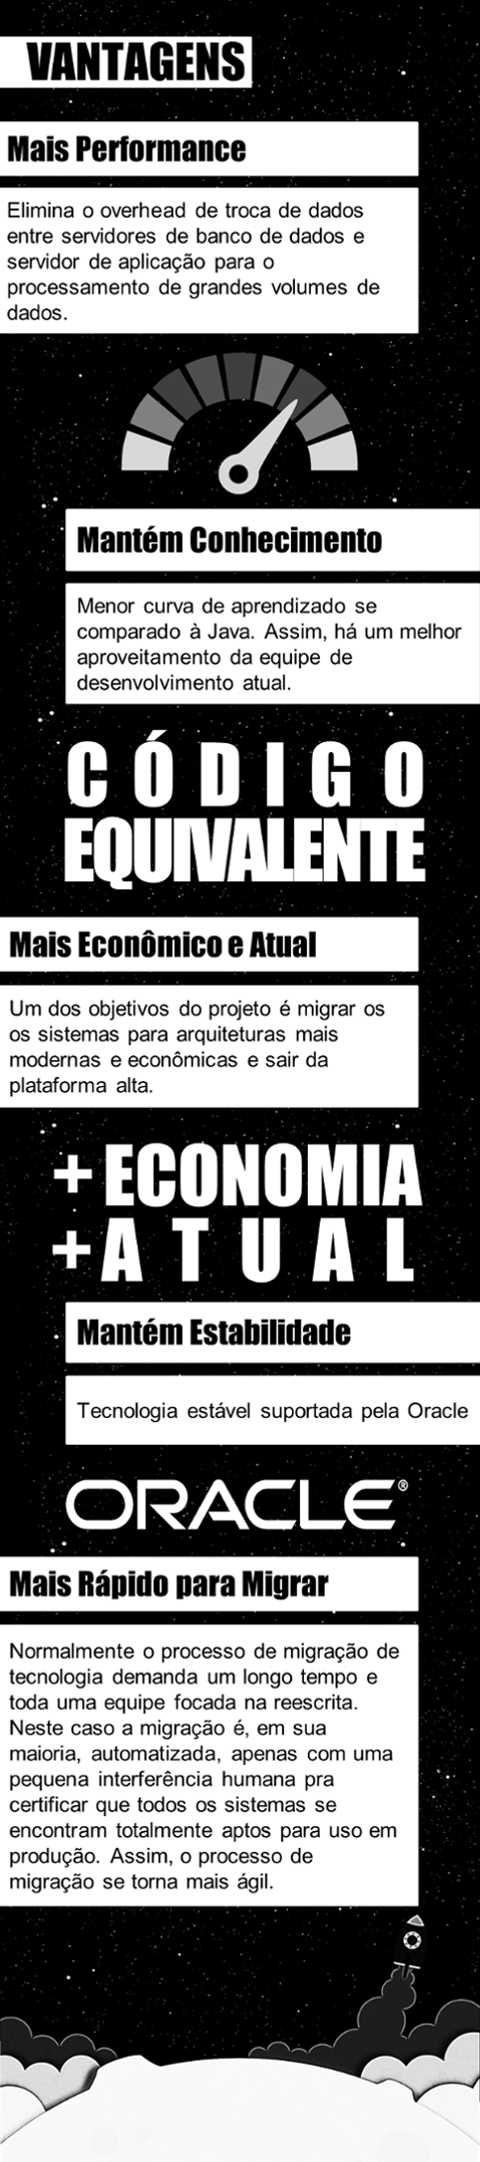 VANTAGENS
Mais Performance
Elimina o overhead de troca de dados
entre servidores de banco de dados e
servidor de aplicação para o
processamento de grandes volumes de
dados.
Mantém Conhecimento
Menor curva de aprendizado se
comparado à Java. Assim, há um melhor
aproveitamento da equipe de
desenvolvimento atual.
CÓDIGO
EQUIVALENTE
Mais Econômico e Atual
Um dos objetivos do projeto é migrar os
os sistemas para arquiteturas mais
modernas e econômicas e sair da
plataforma alta.
+ ECONOMIA
+ ATUAL
Mantém Estabilidade
Tecnologia estável suportada pela Oracle
ORACLE®
Mais Rápido para Migrar
Normalmente o processo de migração de
tecnologia demanda um longo tempo e
toda uma equipe focada na reescrita.
Neste caso a migração é, em sua
maioria, automatizada, apenas com uma
pequena interferência humana pra
certificar que todos os sistemas se
encontram totalmente aptos para uso em
produção. Assim, o processo de
migração se torna mais ágil.